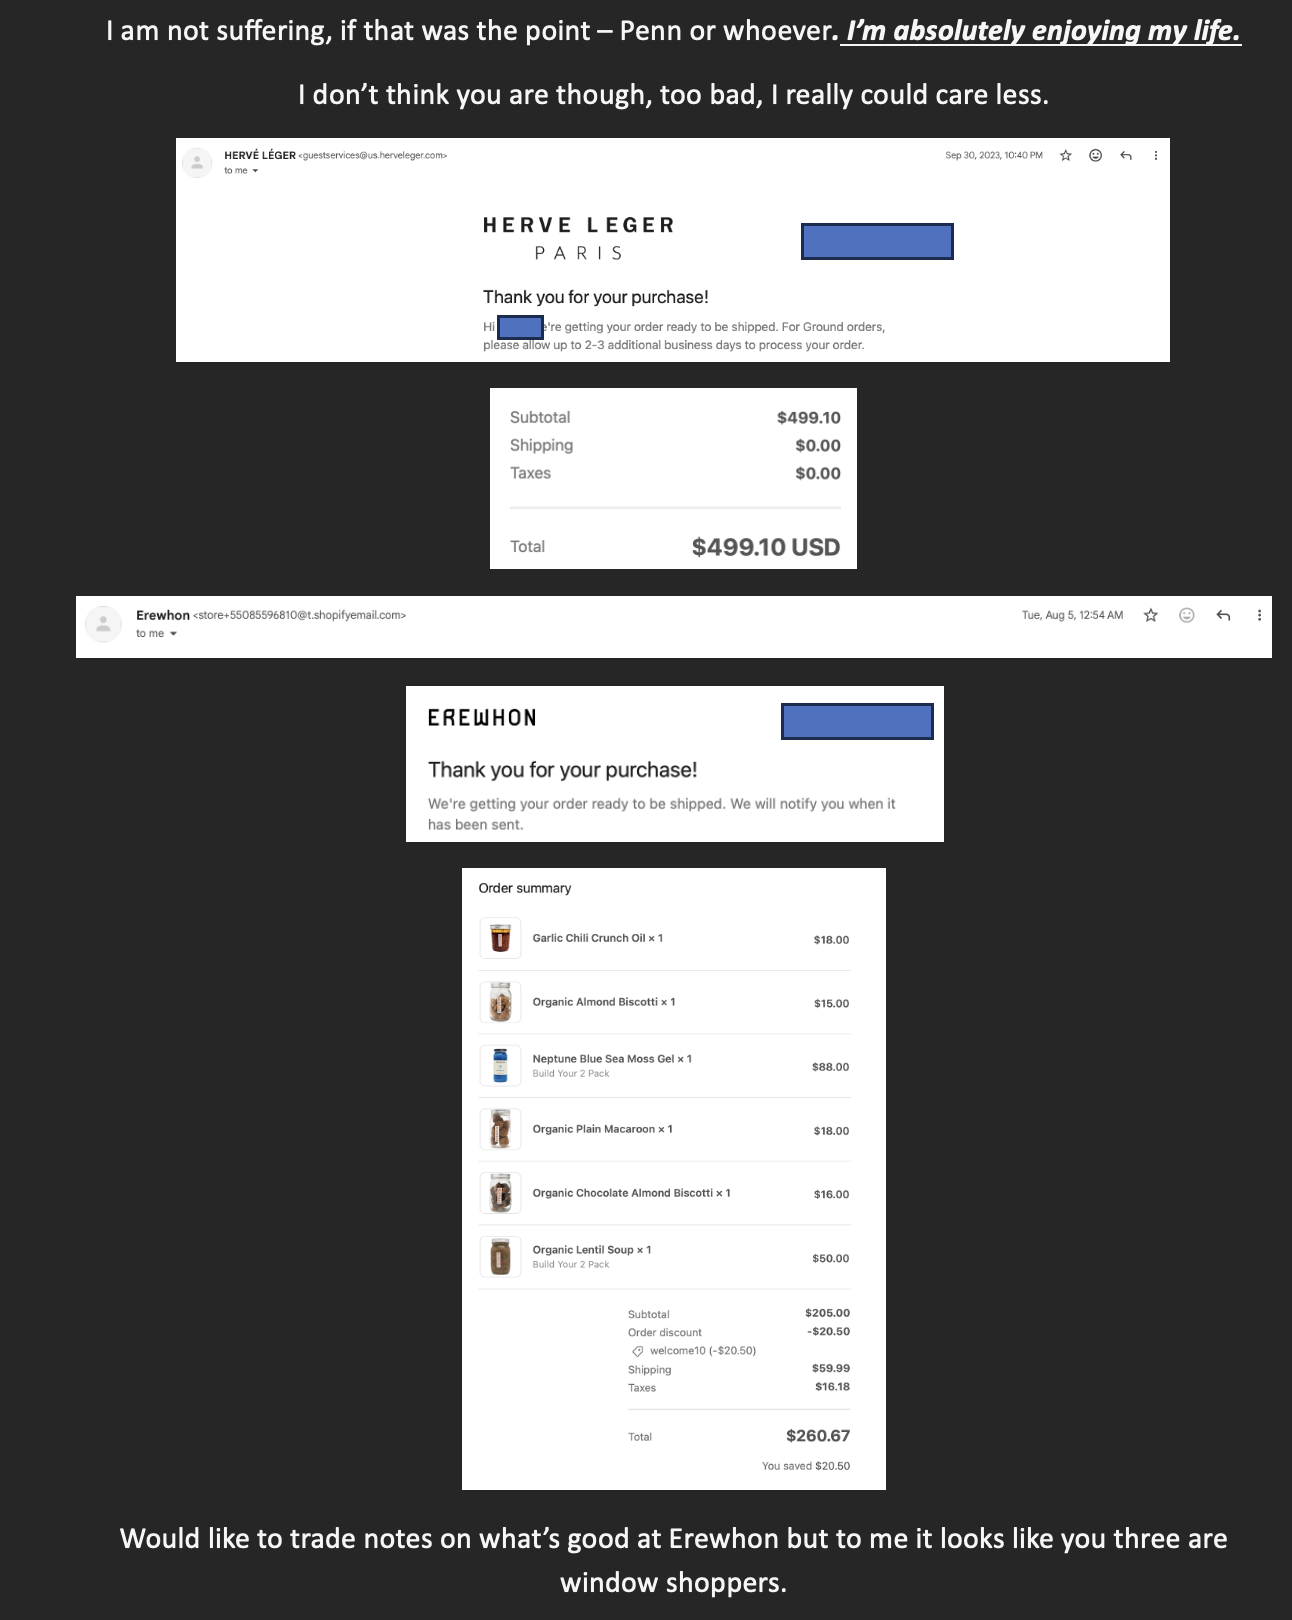 I am not suffering, if that was the point – Penn or whoever. I’m absolutely enjoying my life.
I don’t think you are though, too bad, I really could care less.
HERVÉ LÉGER <guestservices@us.herveleger.com>
Sep 30, 2023, 10:40 PM
to me
HERVE LEGER
PARIS
Thank you for your purchase!
Hi 're getting your order ready to be shipped. For Ground orders,
please allow up to 2-3 additional business days to process your order.
Subtotal $499.10
Shipping $0.00
Taxes $0.00
Total $499.10 USD
Erewhon <store+55085596810@t.shopifyemail.com>
Tue, Aug 5, 12:54 AM
to me
EREWHON
Thank you for your purchase!
We're getting your order ready to be shipped. We will notify you when it
has been sent.
Order summary
Garlic Chili Crunch Oil × 1 $18.00
Organic Almond Biscotti × 1 $15.00
Neptune Blue Sea Moss Gel × 1
Build Your 2 Pack
$88.00
Organic Plain Macaroon × 1 $18.00
Organic Chocolate Almond Biscotti × 1 $16.00
Organic Lentil Soup × 1
Build Your 2 Pack
$50.00
Subtotal $205.00
Order discount -$20.50
welcome10 (-$20.50)
Shipping $59.99
Taxes $16.18
Total $260.67
You saved $20.50
Would like to trade notes on what’s good at Erewhon but to me it looks like you three are
window shoppers.